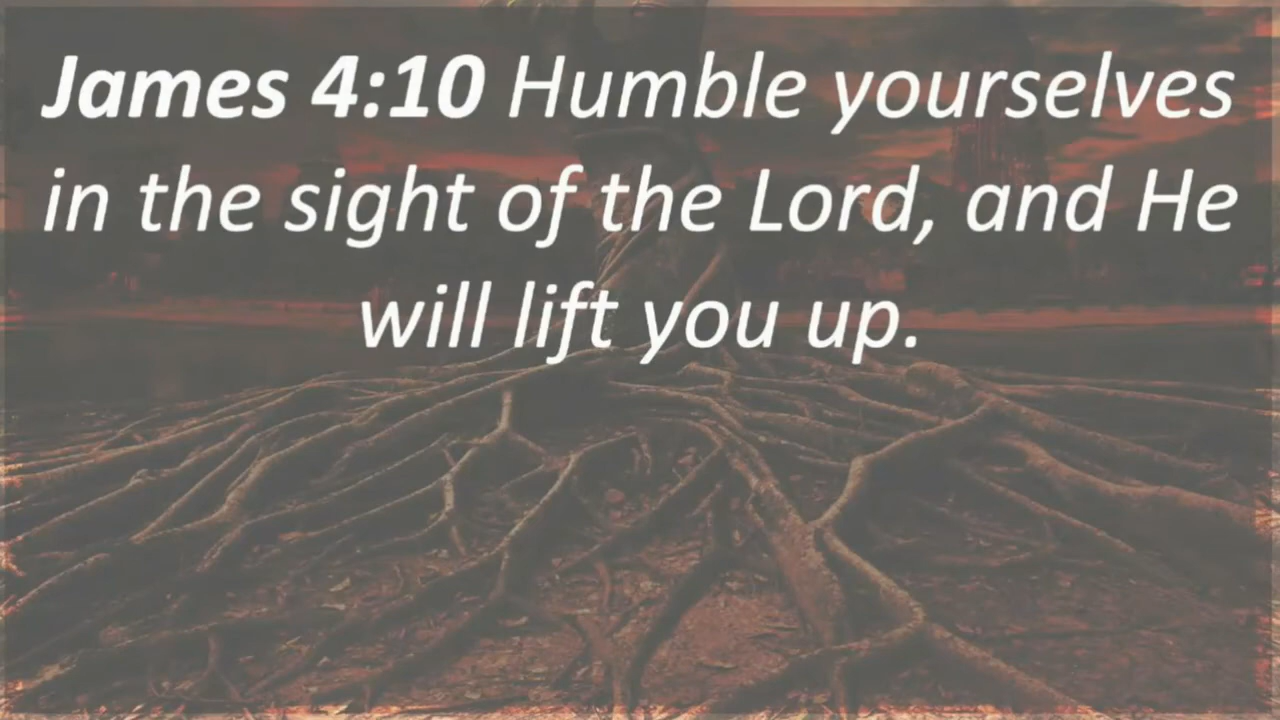 James 4:10 Humble yourselves
in the sight of the Lord, and He
will lift you up.